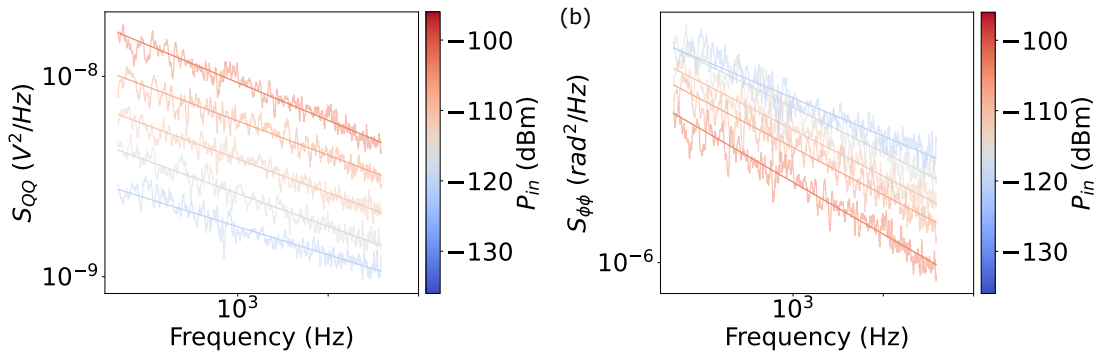 10⁻⁸
10⁻⁹
S_QQ (V²/Hz)
10³
Frequency (Hz)
−100
−110
−120
−130
P_in (dBm)
(b)
10⁻⁶
S_ϕϕ (rad²/Hz)
10³
Frequency (Hz)
−100
−110
−120
−130
P_in (dBm)